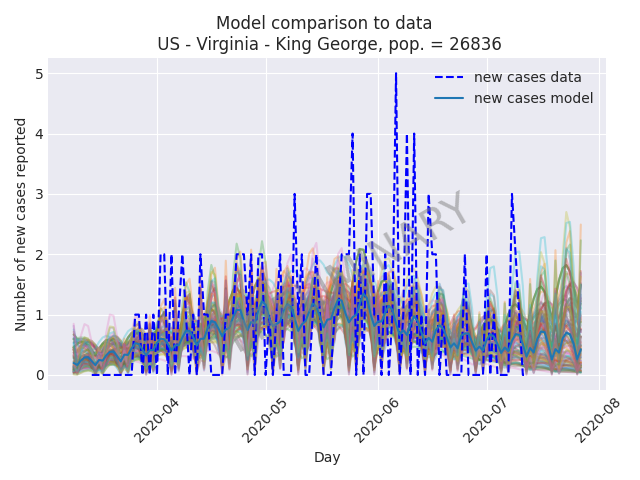 Model comparison to data
US - Virginia - King George, pop. = 26836
new cases data
new cases model
Number of new cases reported
5
4
3
2
1
0
2020-04
2020-05
2020-06
2020-07
2020-08
Day